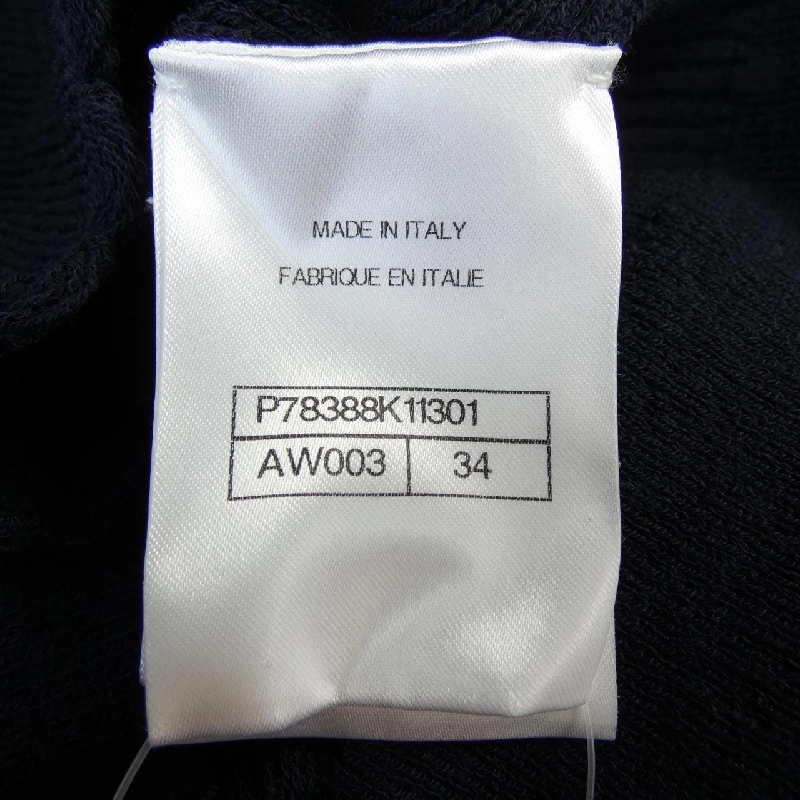 MADE IN ITALY
FABRIQUE EN ITALIE
P78388K11301
AW003 34